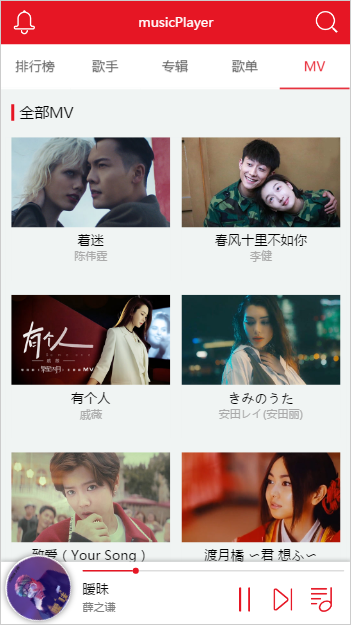 musicPlayer
排行榜 歌手 专辑 歌单 MV
全部MV
着迷
陈伟霆
春风十里不如你
李健
有个人
有个人
戚薇
きみのうた
安田レイ(安田丽)
致爱（Your Song）
渡月橋 ～君 想ふ～
暧昧
薛之谦